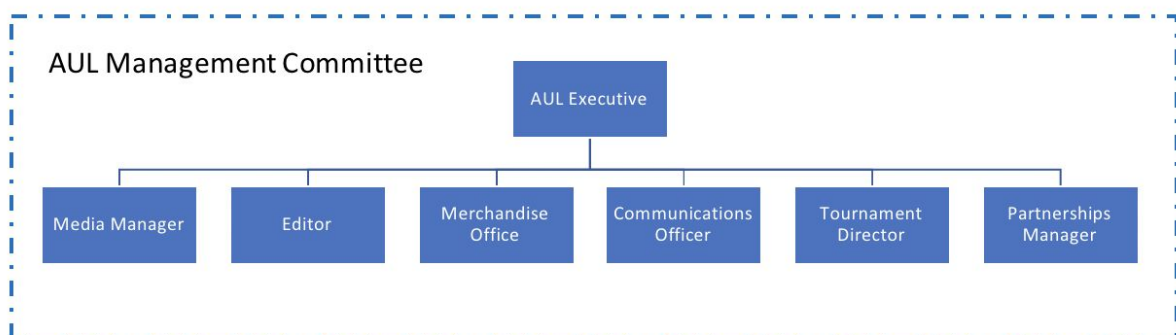 AUL Management Committee
AUL Executive
Media Manager
Editor
Merchandise
Office
Communications
Officer
Tournament
Director
Partnerships
Manager